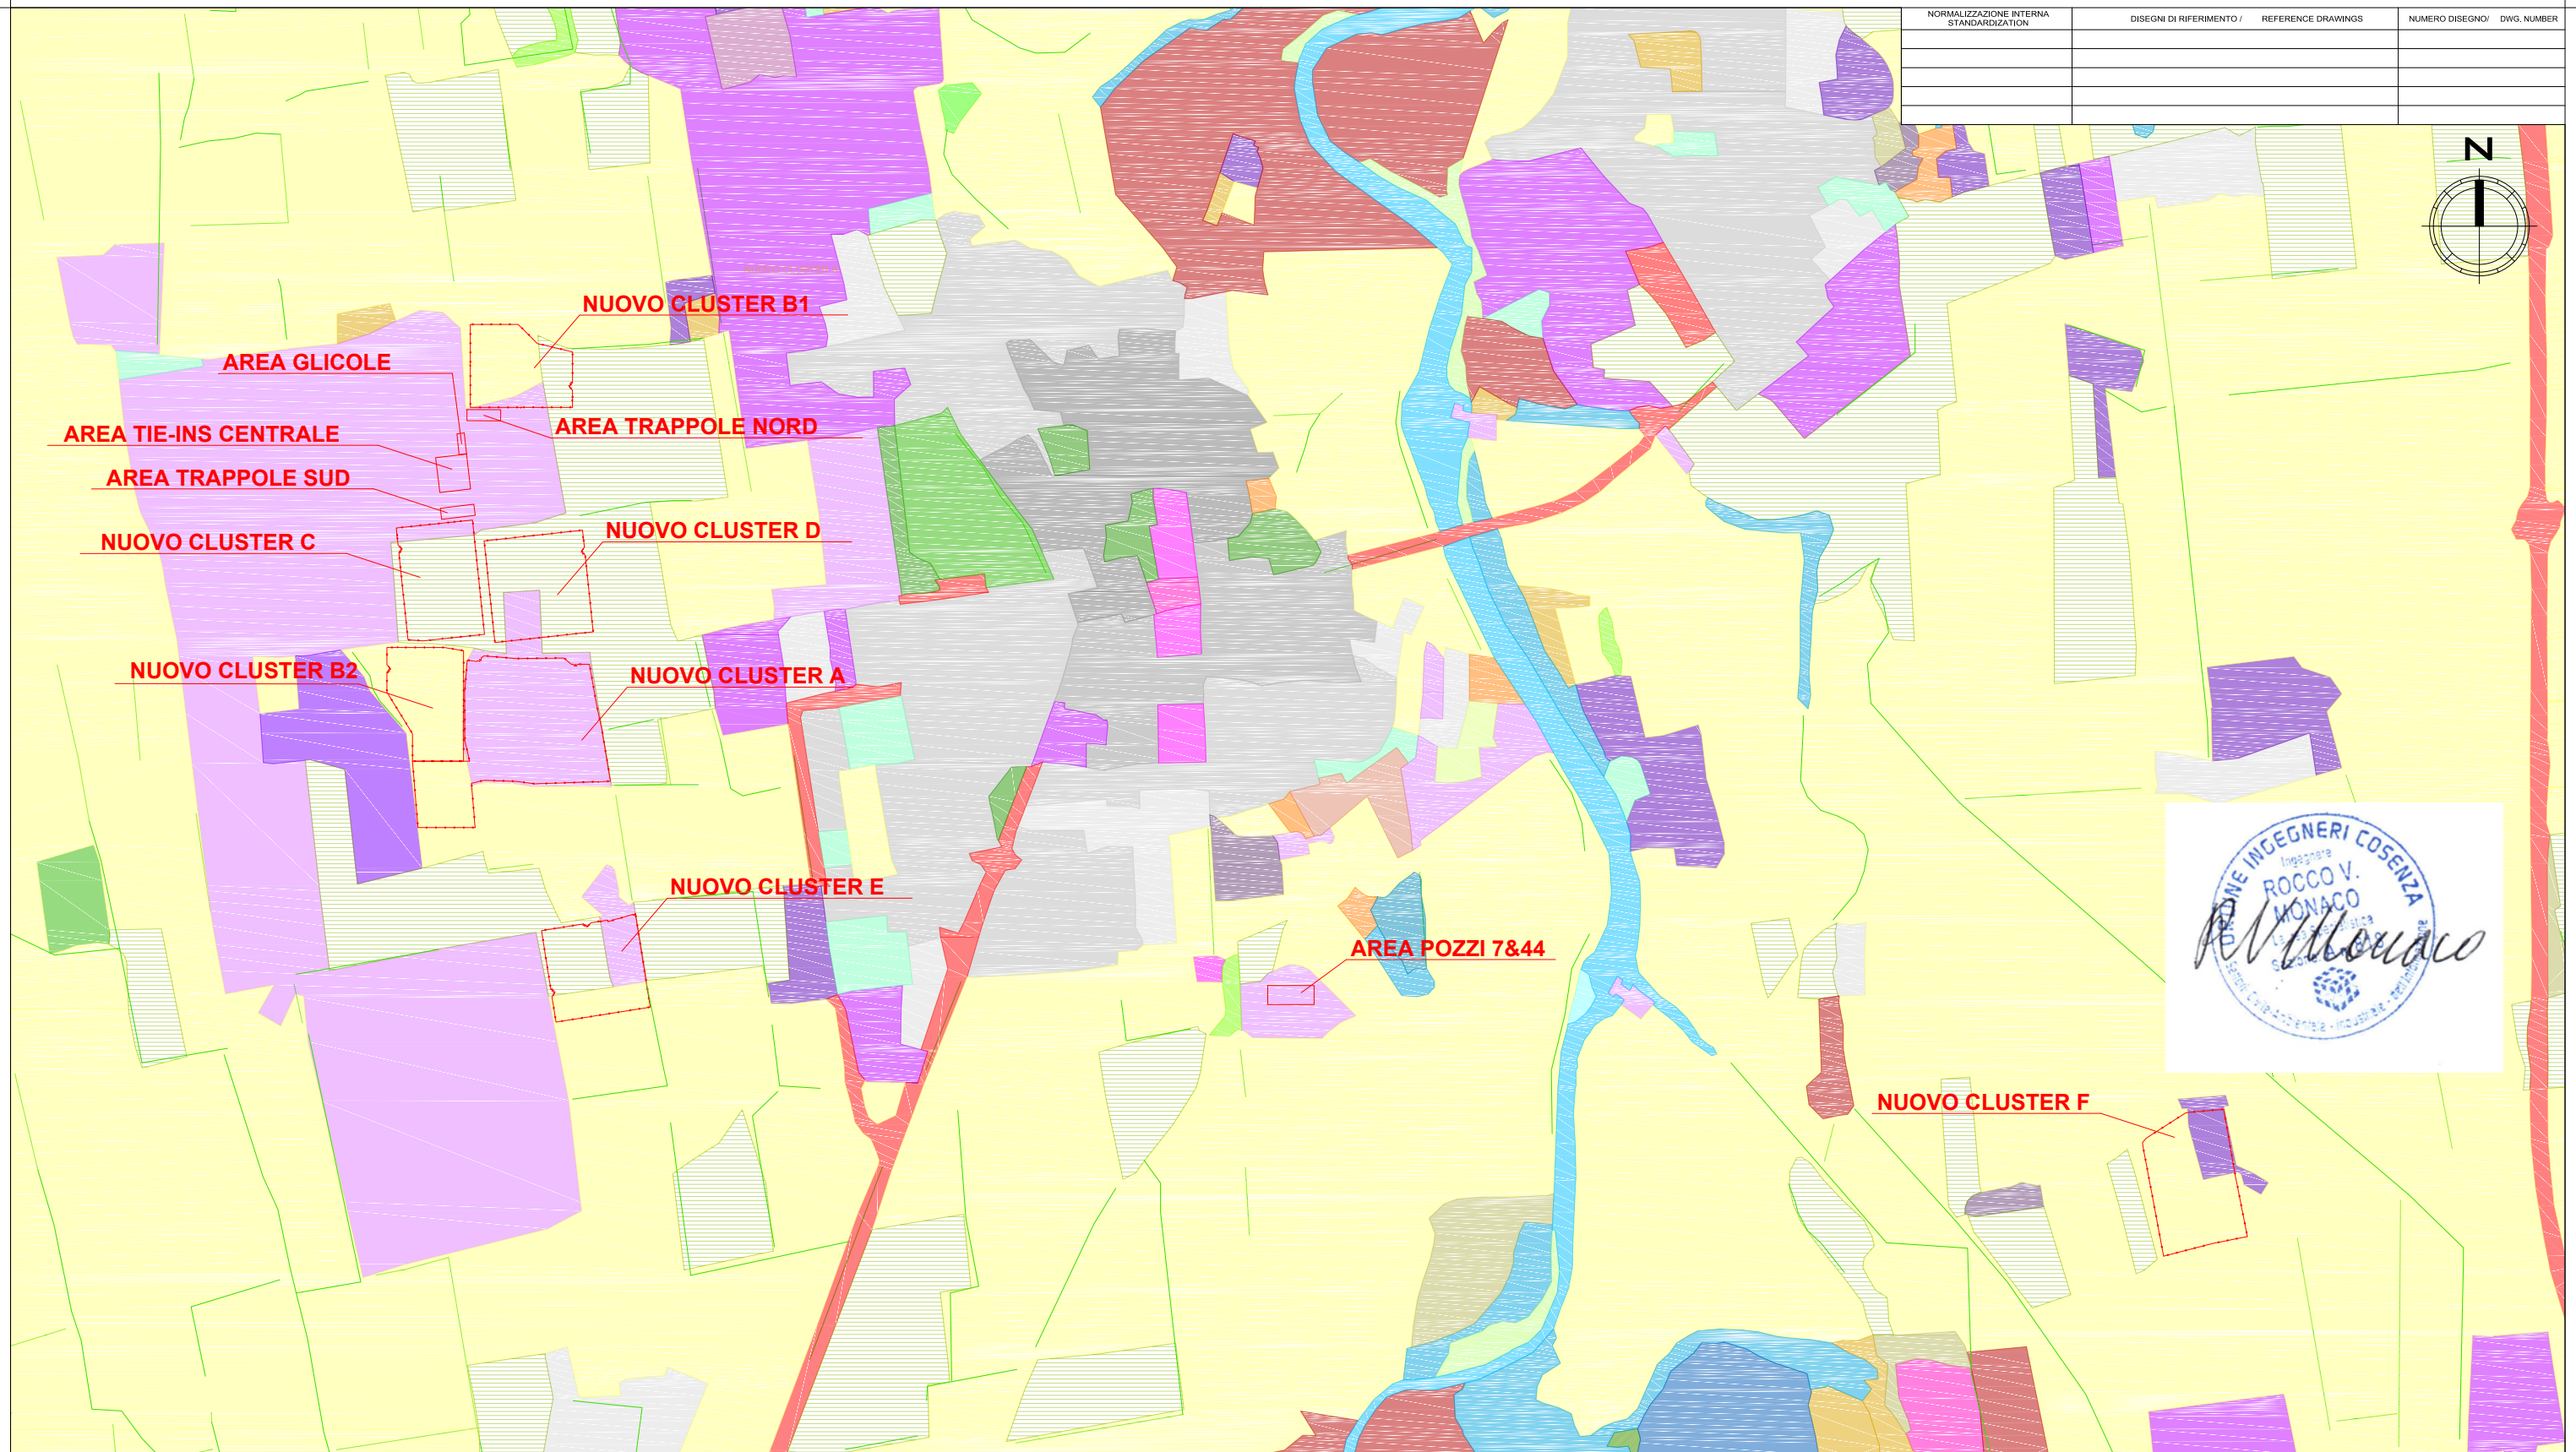 NORMALIZZAZIONE INTERNA
STANDARDIZATION
DISEGNI DI RIFERIMENTO / REFERENCE DRAWINGS
NUMERO DISEGNO/ DWG. NUMBER
N
NUOVO CLUSTER B1
AREA GLICOLE
AREA TRAPPOLE NORD
AREA TIE-INS CENTRALE
AREA TRAPPOLE SUD
NUOVO CLUSTER D
NUOVO CLUSTER C
NUOVO CLUSTER B2
NUOVO CLUSTER A
NUOVO CLUSTER E
AREA POZZI 7&44
NUOVO CLUSTER F
ORDINE INGEGNERI COSENZA
Ingegnere
ROCCO V.
MONACO